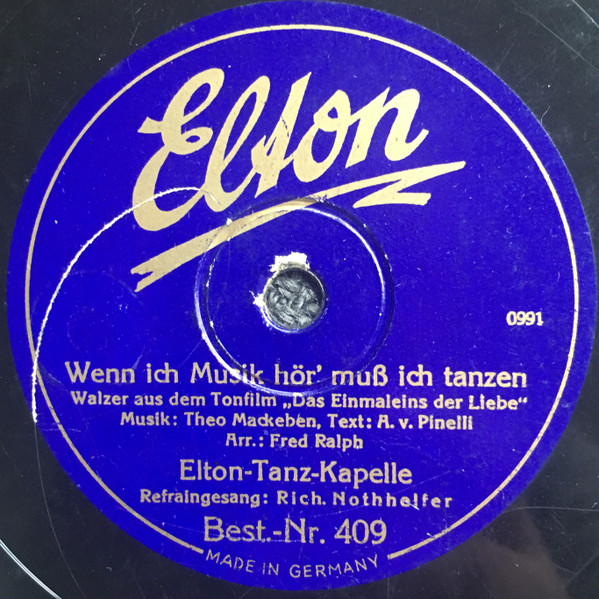 Elton
0991
Wenn ich Musik hör' muß ich tanzen
Walzer aus dem Tonfilm „Das Einmaleins der Liebe“
Musik: Theo Mackeben, Text: A. v. Pinelli
Arr.: Fred Ralph
Elton-Tanz-Kapelle
Refraingesang: Rich. Nothhelfer
Best.-Nr. 409
MADE IN GERMANY